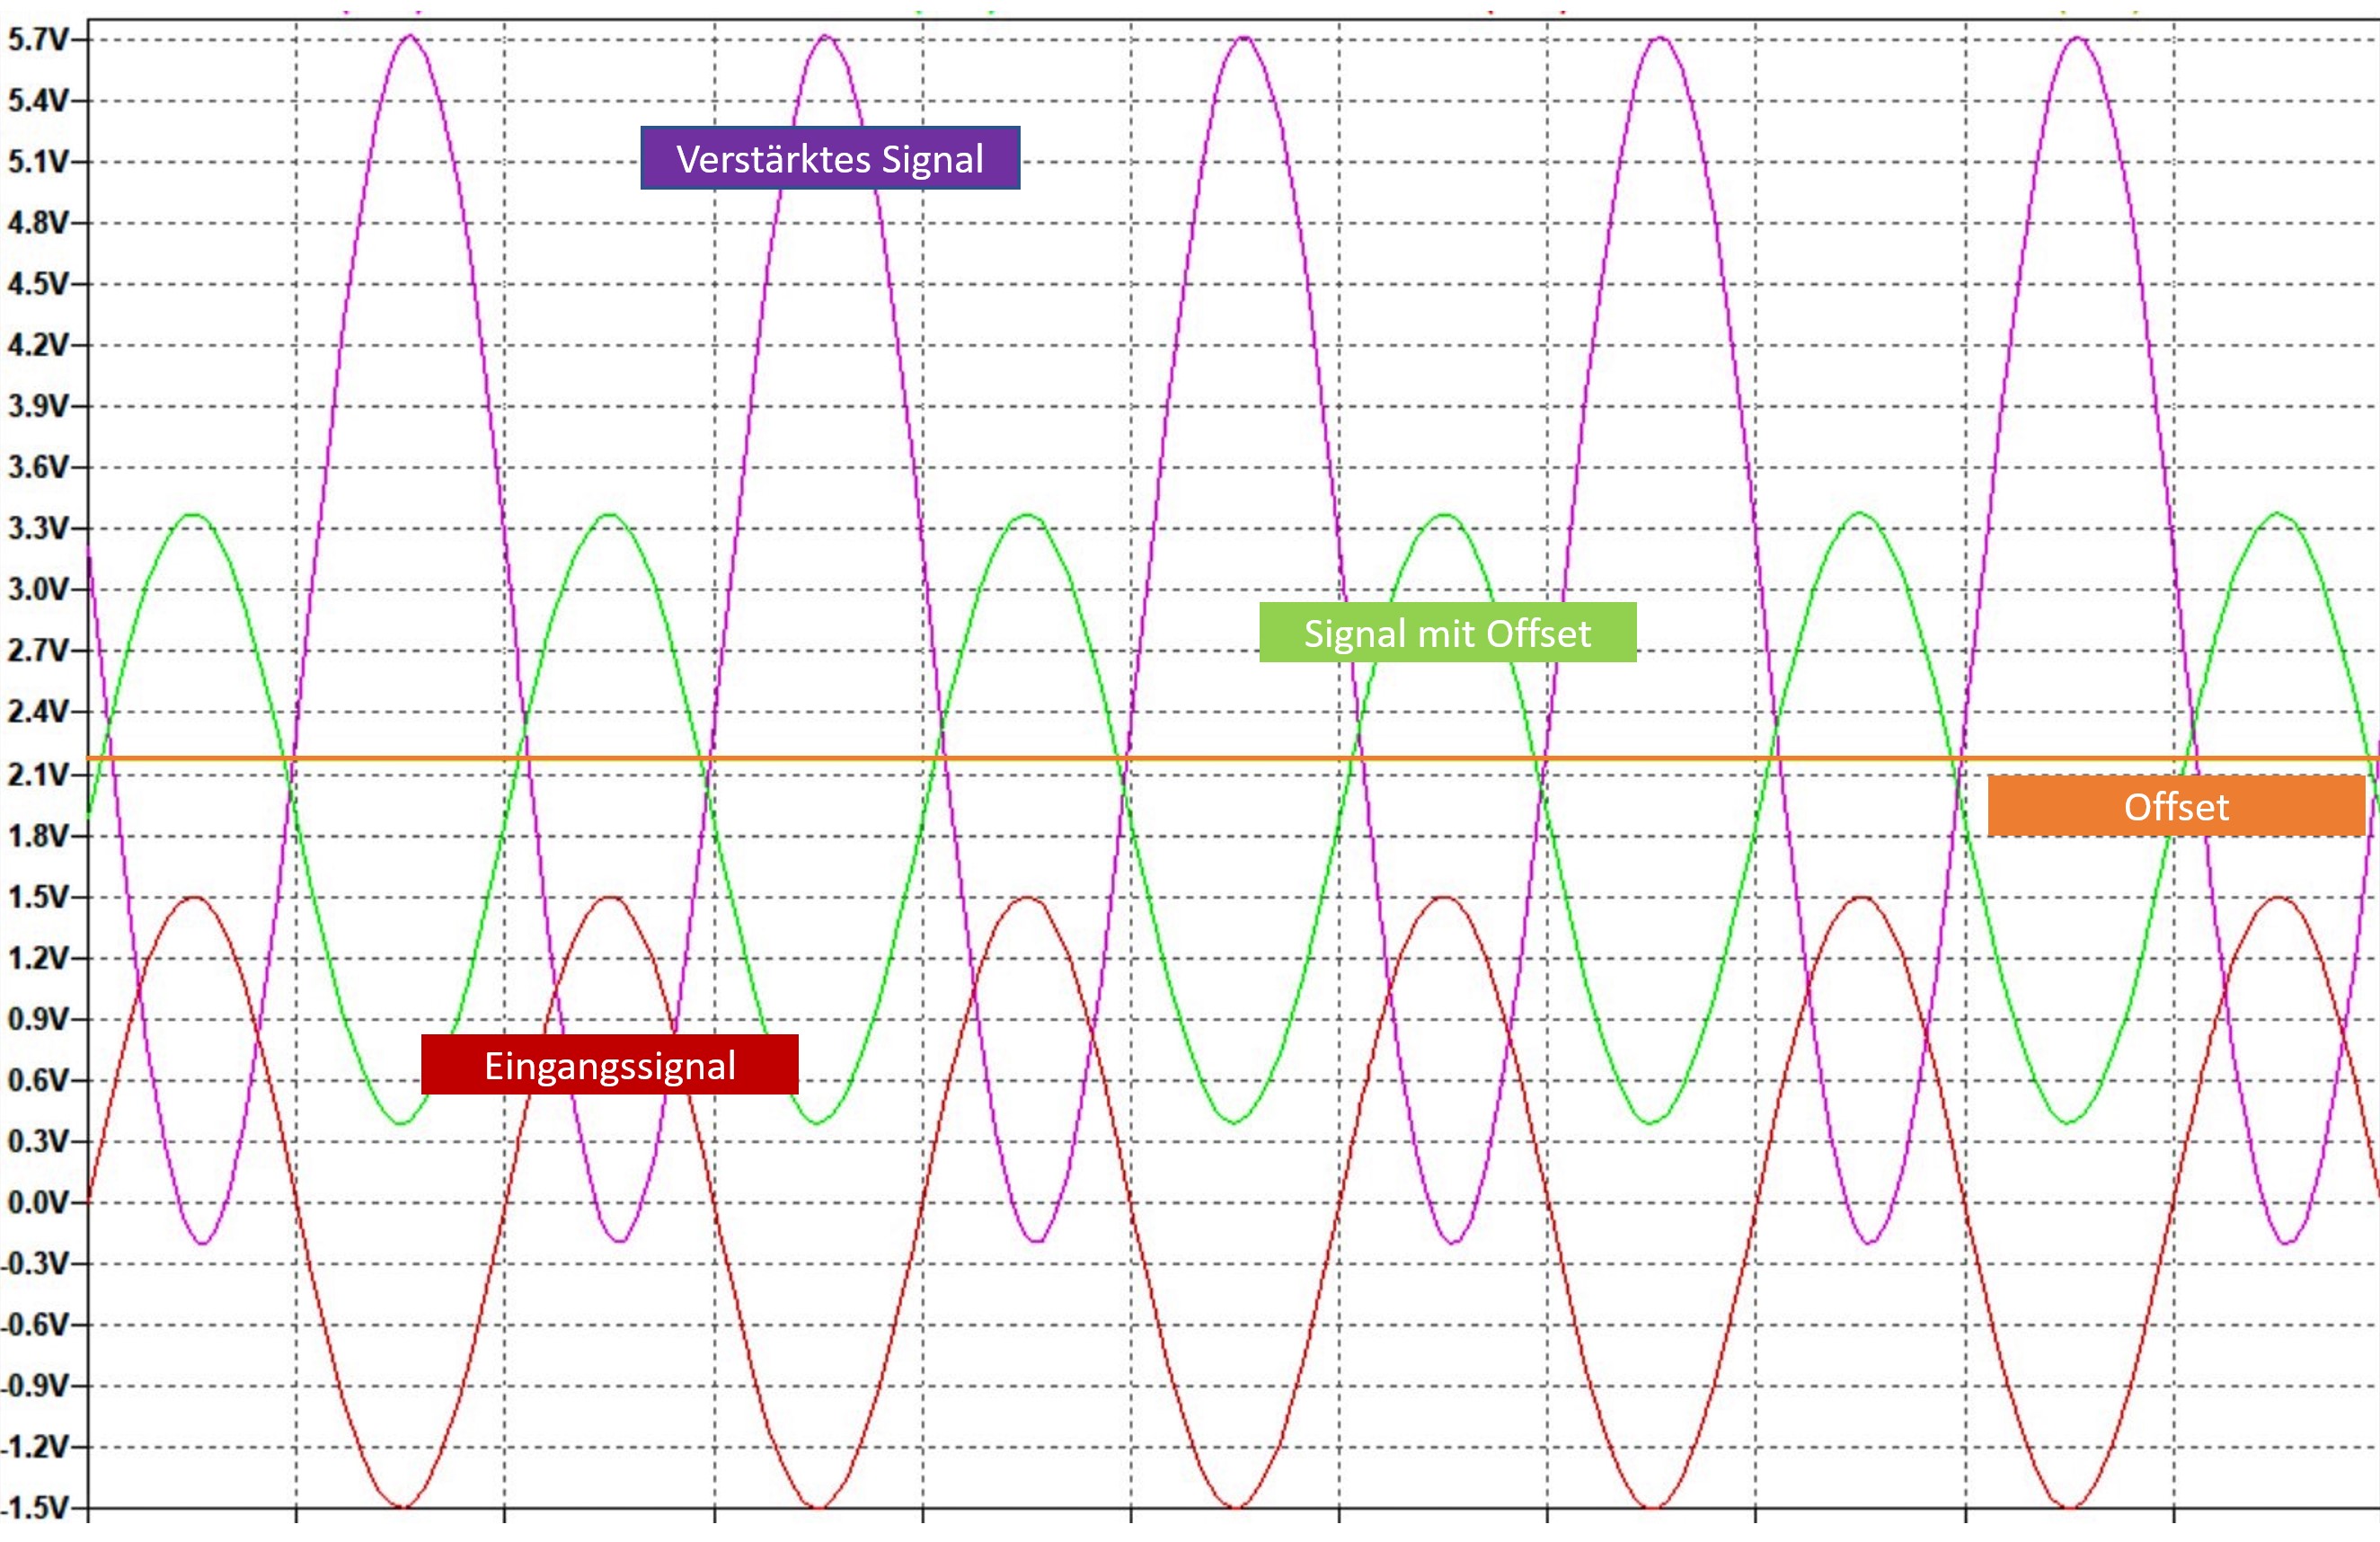 5.7V
5.4V
Verstärktes Signal
5.1V
4.8V
4.5V
4.2V
3.9V
3.6V
3.3V
3.0V
Signal mit Offset
2.7V
2.4V
2.1V
Offset
1.8V
1.5V
1.2V
0.9V
Eingangssignal
0.6V
0.3V
0.0V
-0.3V
-0.6V
-0.9V
-1.2V
-1.5V